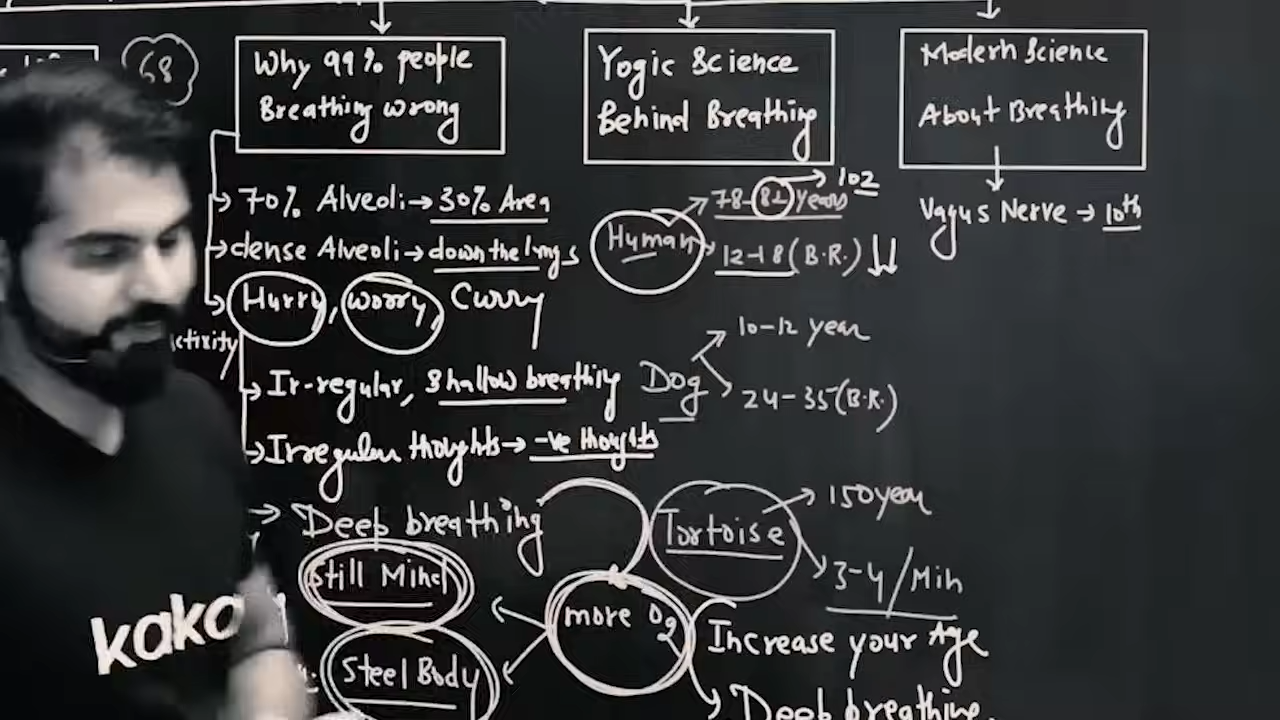 68
Why 99% people
Breathing wrong
70% Alveoli → 30% Area
dense Alveoli → down the lungs
Hurry, worry, Curry
ctivity
Ir-regular, Shallow breathing
Irregular thoughts → -ve thoughts
Deep breathing
Still Mind
Steel Body
more O2
Yogic Science
Behind Breathing
Human
78-82 years
102
12-18 (B.R.) ↓↓
Dog
10-12 year
24-35 (B.R.)
Tortoise
150 year
3-4/Min
Increase your Age
Deep breathing
Modern Science
About Breathing
Vagus Nerve → 10th
kaka